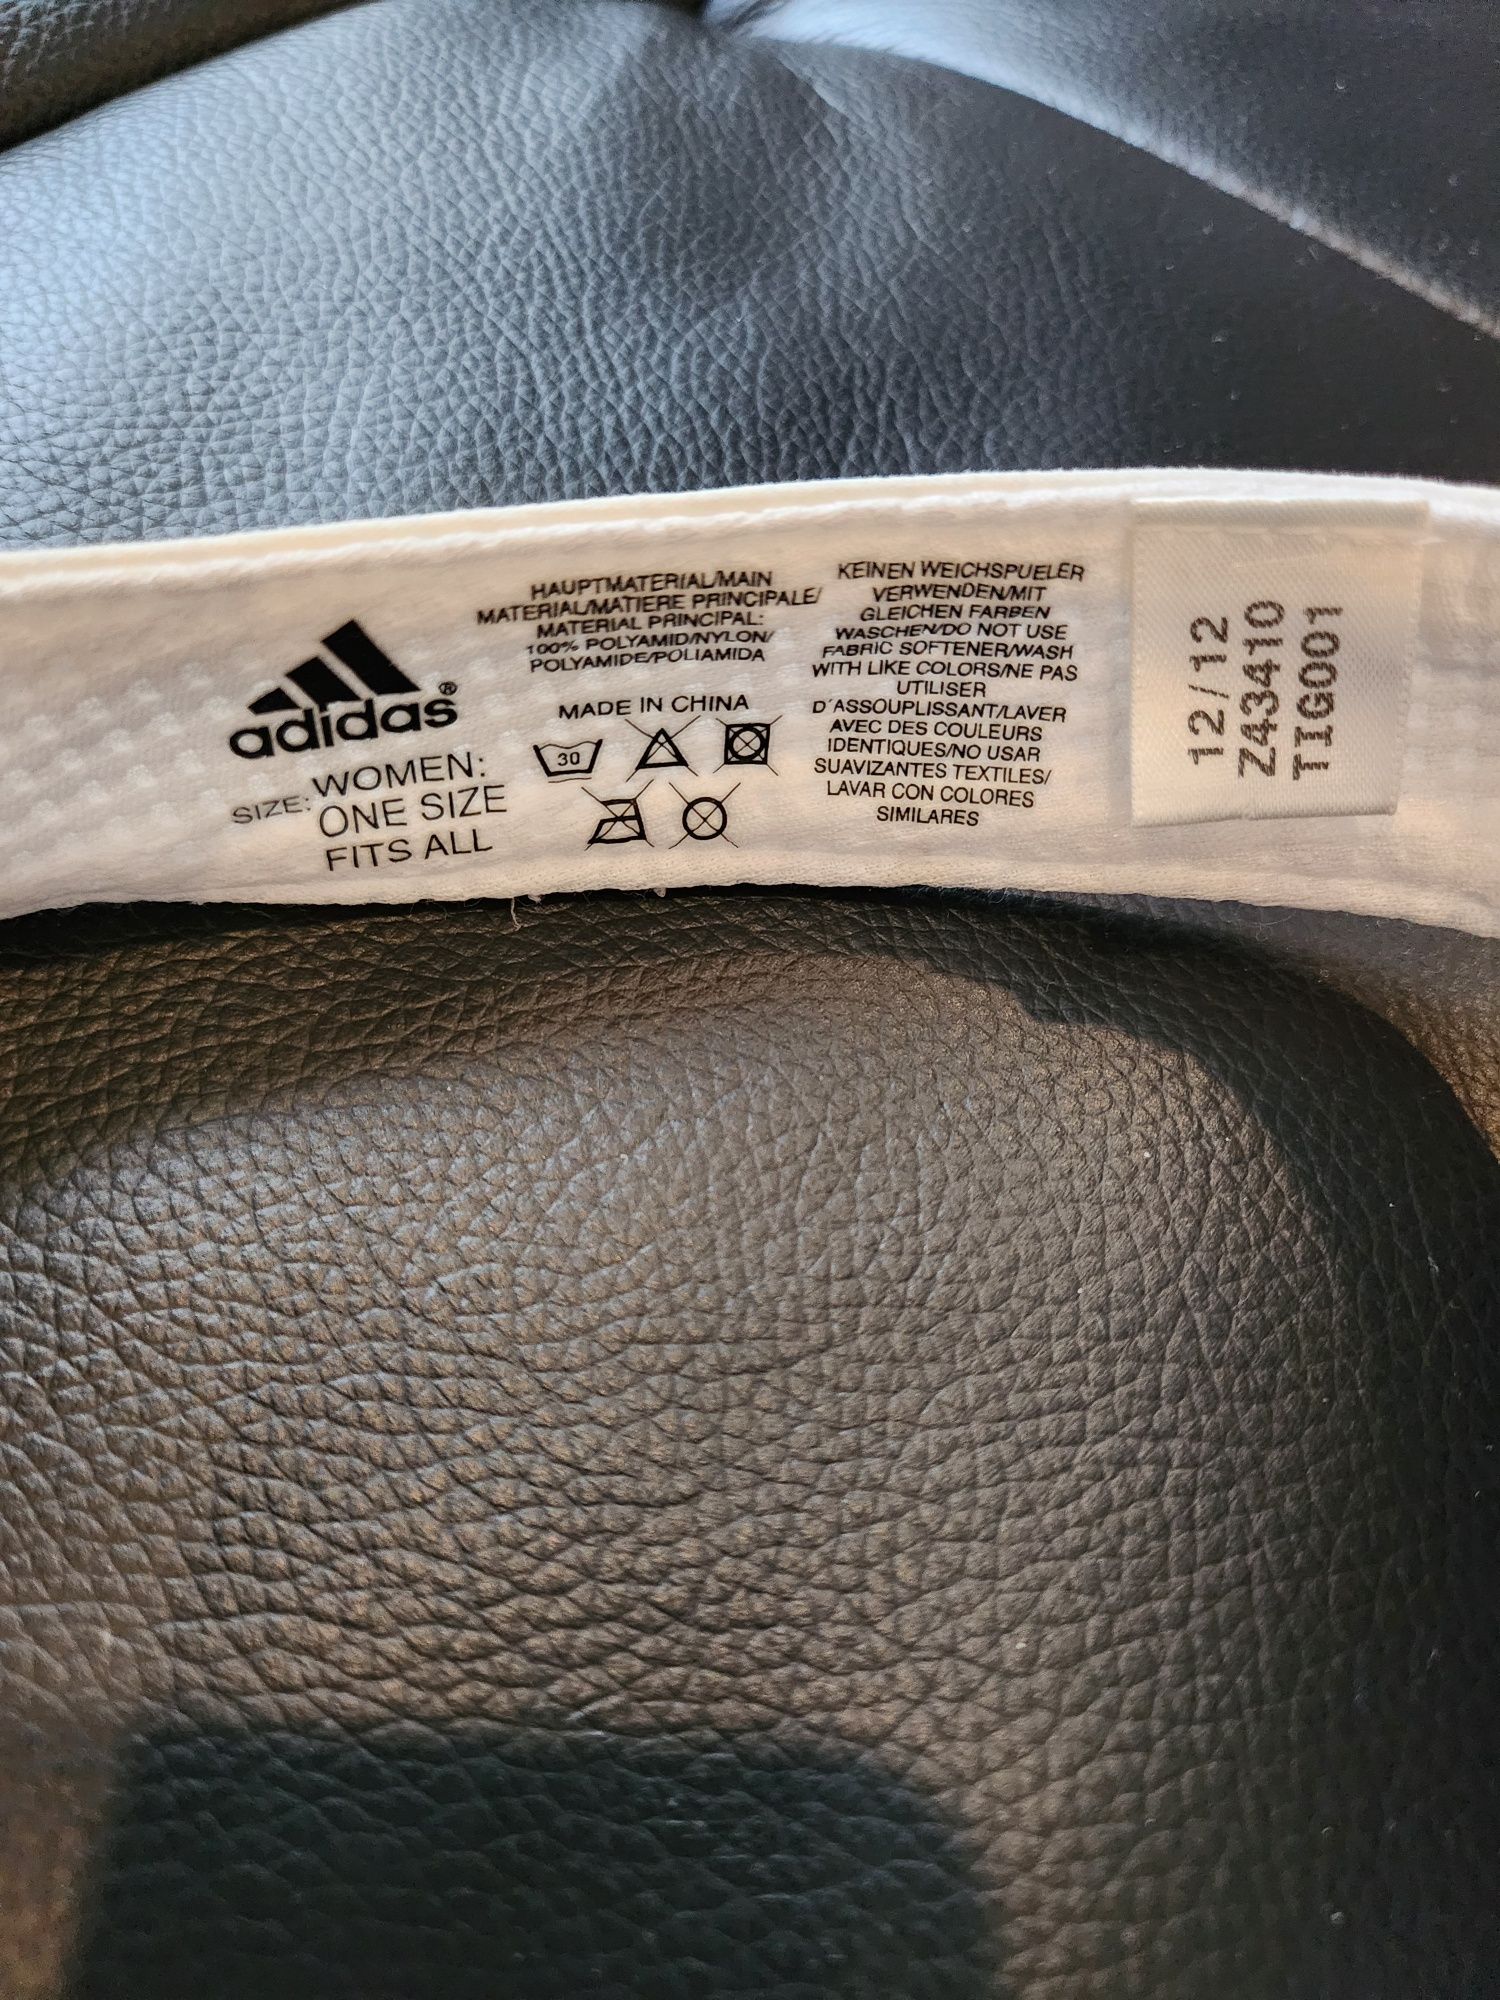 adidas®
SIZE:
WOMEN:
ONE SIZE
FITS ALL
HAUPTMATERIAL/MAIN
MATERIAL/MATIERE PRINCIPALE/
MATERIAL PRINCIPAL:
100% POLYAMID/NYLON/
POLYAMIDE/POLIAMIDA
MADE IN CHINA
30
KEINEN WEICHSPUELER
VERWENDEN/MIT
GLEICHEN FARBEN
WASCHEN/DO NOT USE
FABRIC SOFTENER/WASH
WITH LIKE COLORS/NE PAS
UTILISER
D´ASSOUPLISSANT/LAVER
AVEC DES COULEURS
IDENTIQUES/NO USAR
SUAVIZANTES TEXTILES/
LAVAR CON COLORES
SIMILARES
12/12
Z43410
TIG001